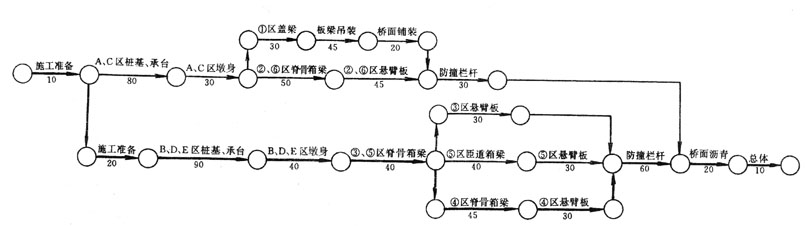 ①区盖梁 板梁吊装 桥面铺装
30 45 20
施工准备 A、C区桩基、承台 A、C区墩身 ②、⑥区脊骨箱梁 ②、⑥区悬臂板 防撞栏杆
10 80 30 50 45 30
③区悬臂板
30
施工准备 B、D、E区桩基、承台 B、D、E区墩身 ③、⑤区脊骨箱梁 ⑤区匝道箱梁 ⑤区悬臂板 防撞栏杆 桥面沥青 总体
20 90 40 40 40 30 60 20 10
④区脊骨箱梁 ④区悬臂板
45 30